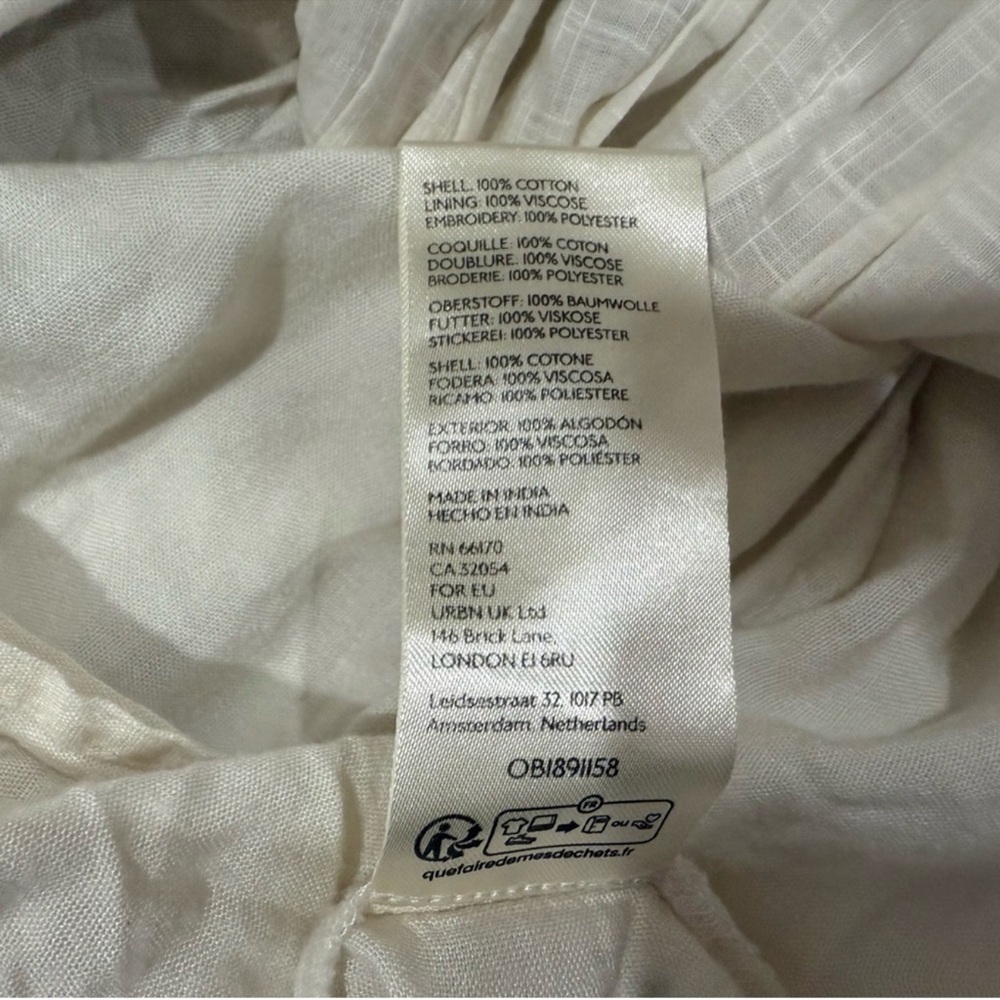 SHELL: 100% COTTON
LINING: 100% VISCOSE
EMBROIDERY: 100% POLYESTER
COQUILLE: 100% COTON
DOUBLURE: 100% VISCOSE
BRODERIE: 100% POLYESTER
OBERSTOFF: 100% BAUMWOLLE
FUTTER: 100% VISKOSE
STICKEREI: 100% POLYESTER
SHELL: 100% COTONE
FODERA: 100% VISCOSA
RICAMO: 100% POLIESTERE
EXTERIOR: 100% ALGODÓN
FORRO: 100% VISCOSA
BORDADO: 100% POLIÉSTER
MADE IN INDIA
HECHO EN INDIA
RN 66170
CA 32054
FOR EU
URBN UK Ltd
146 Brick Lane,
LONDON E1 6RU
Leidsestraat 32, 1017 PB
Amsterdam, Netherlands
OB1891158
FR
ou
quefairedemesdechets.fr